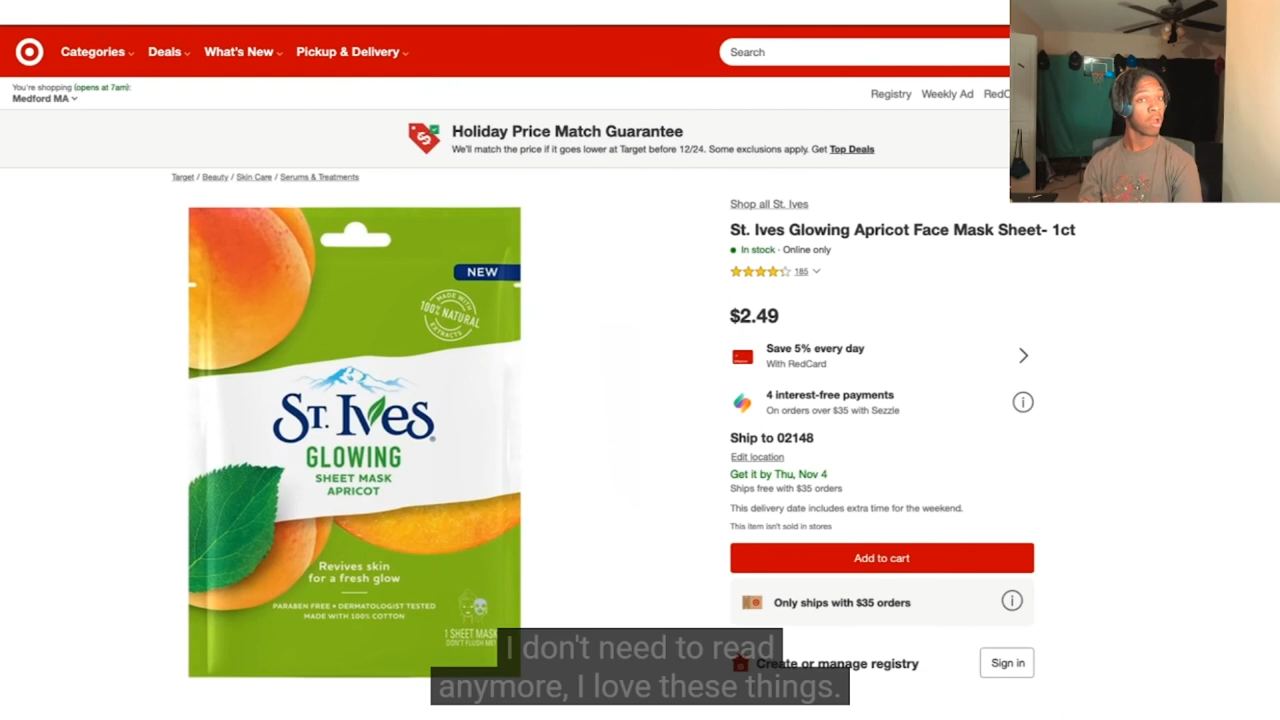 Categories
Deals
What's New
Pickup & Delivery
Search
You're shopping (opens at 7am):
Medford MA
Registry
Weekly Ad
RedC
Holiday Price Match Guarantee
We'll match the price if it goes lower at Target before 12/24. Some exclusions apply. Get Top Deals
Target / Beauty / Skin Care / Serums & Treatments
NEW
MADE WITH
100% NATURAL
EXTRACTS
ST. IVES
GLOWING
SHEET MASK
APRICOT
Revives skin
for a fresh glow
PARABEN FREE • DERMATOLOGIST TESTED
MADE WITH 100% COTTON
1 SHEET MASK
DON'T FLUSH ME
Shop all St. Ives
St. Ives Glowing Apricot Face Mask Sheet- 1ct
In stock · Online only
185
$2.49
Save 5% every day
With RedCard
4 interest-free payments
On orders over $35 with Sezzle
Ship to 02148
Edit location
Get it by Thu, Nov 4
Ships free with $35 orders
This delivery date includes extra time for the weekend.
This item isn't sold in stores
Add to cart
Only ships with $35 orders
Create or manage registry
Sign in
I don't need to read
anymore, I love these things.